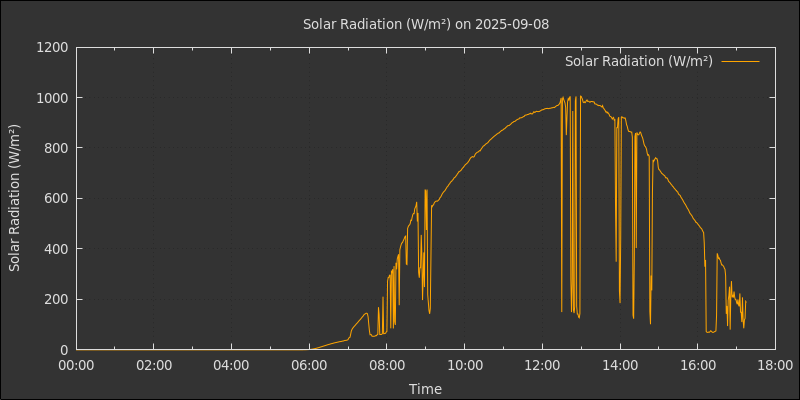 Solar Radiation (W/m²) on 2025-09-08
Solar Radiation (W/m²)
Solar Radiation (W/m²)
1200
1000
800
600
400
200
0
00:00 02:00 04:00 06:00 08:00 10:00 12:00 14:00 16:00 18:00
Time